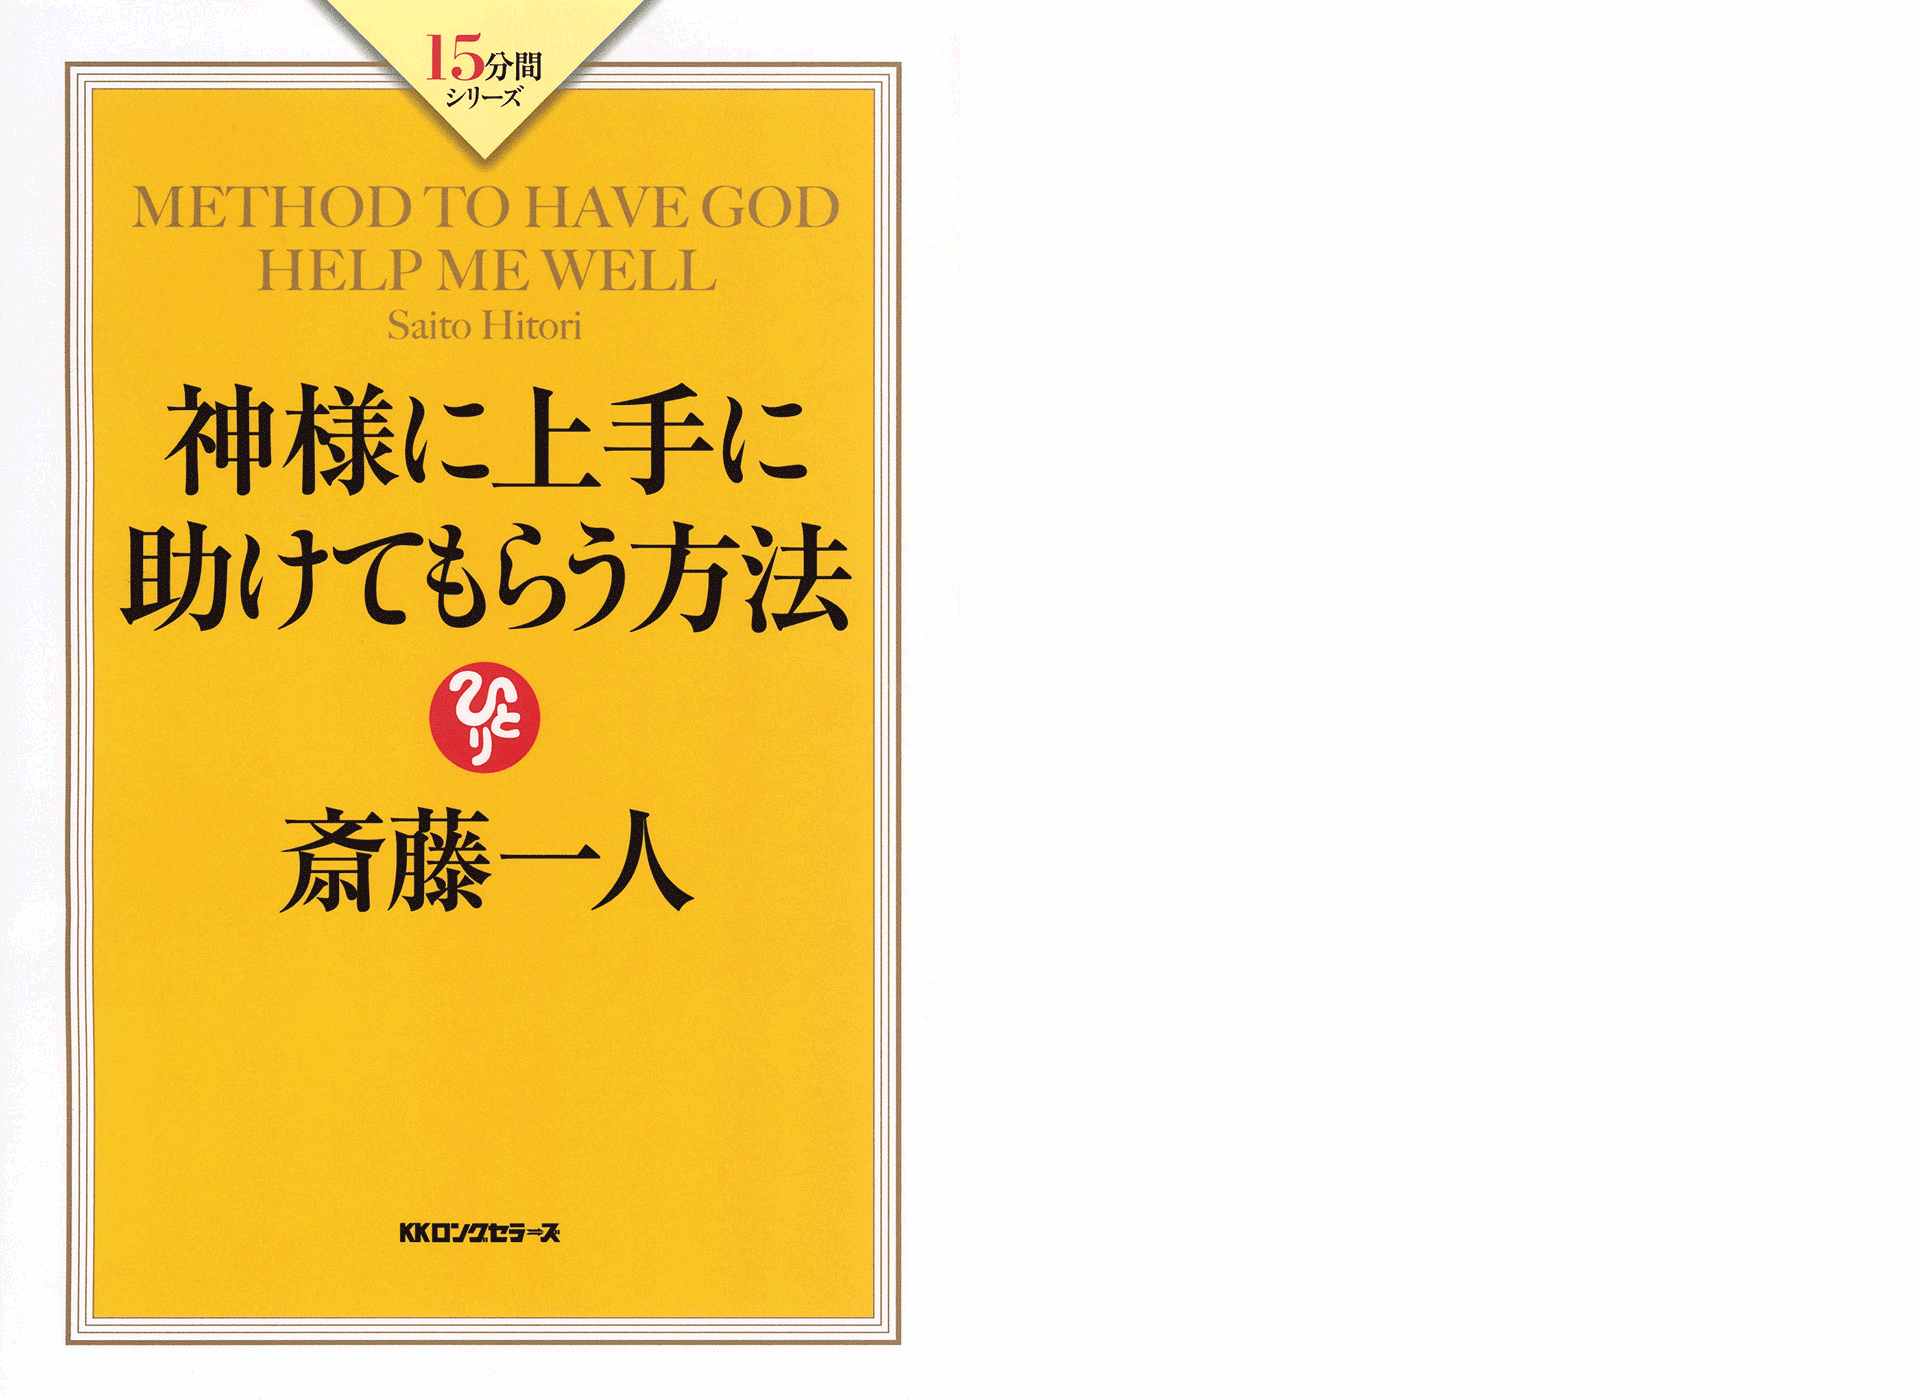 15分間
シリーズ
METHOD TO HAVE GOD
HELP ME WELL
Saito Hitori
神様に上手に
助けてもらう方法
ひとり
斎藤一人
KKロングセラーズ